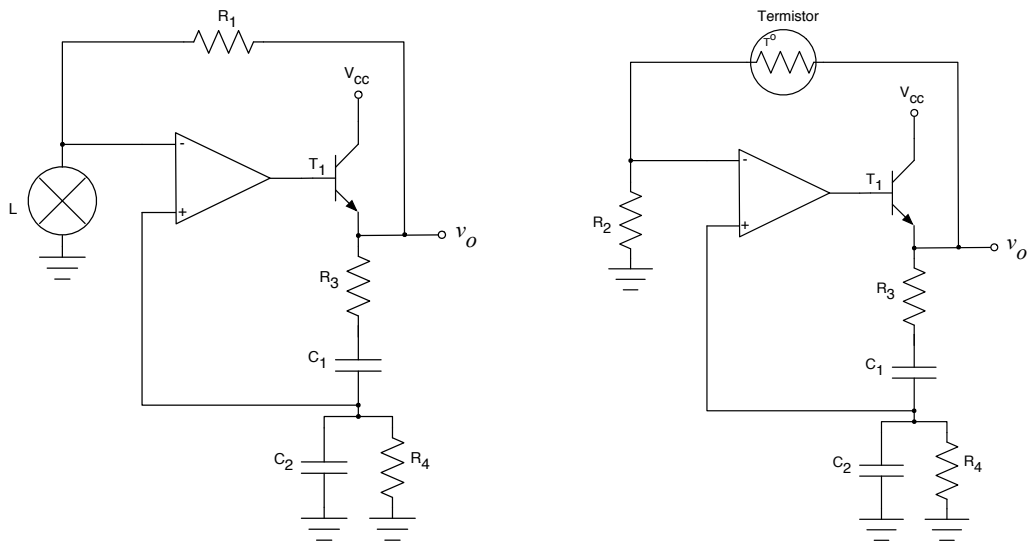 R1
Vcc
-
T1
+
L
vo
R3
C1
C2
R4
Termistor
T°
Vcc
-
T1
R2
+
vo
R3
C1
C2
R4